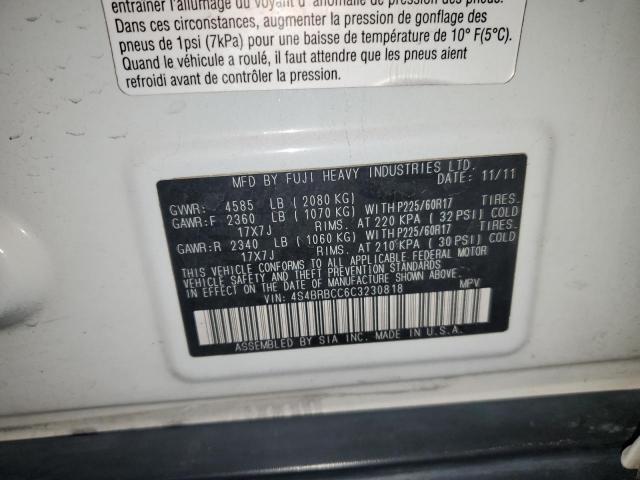 entraîner l'allumage du voyant d'anomalie de pression des pneus.
Dans ces circonstances, augmenter la pression de gonflage des
pneus de 1psi (7kPa) pour une baisse de température de 10° F(5°C).
Quand le véhicule a roulé, il faut attendre que les pneus aient
refroidi avant de contrôler la pression.
MFD BY FUJI HEAVY INDUSTRIES LTD.
DATE: 11/11
GVWR: 4585 LB ( 2080 KG)
GAWR:F 2360 LB ( 1070 KG) WITH P225/60R17 TIRES.
17X7J RIMS. AT 220 KPA ( 32 PSI) COLD
GAWR:R 2340 LB ( 1060 KG) WITH P225/60R17 TIRES.
17X7J RIMS. AT 210 KPA ( 30 PSI) COLD
THIS VEHICLE CONFORMS TO ALL APPLICABLE FEDERAL MOTOR
VEHICLE SAFETY AND THEFT PREVENTION STANDARDS IN
EFFECT ON THE DATE OF MANUFACTURE SHOWN ABOVE.
VIN: 4S4BRBCC6C3230818 MPV
ASSEMBLED BY SIA INC. MADE IN U.S.A.